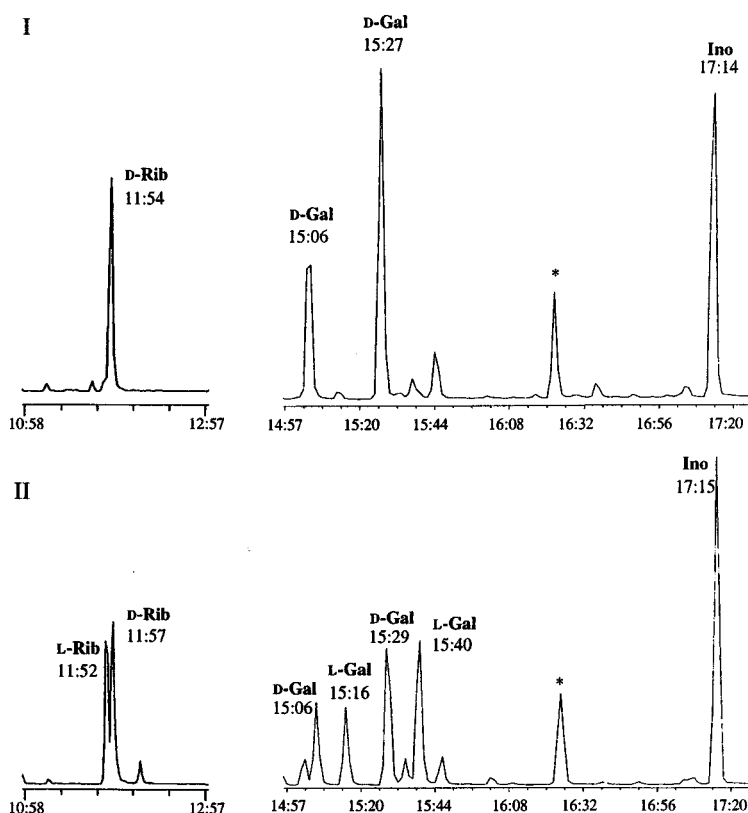 I
D-Gal
15:27
Ino
17:14
D-Rib
11:54
D-Gal
15:06
*
10:58 12:57
14:57 15:20 15:44 16:08 16:32 16:56 17:20
II
Ino
17:15
D-Rib
11:57
L-Rib
11:52
D-Gal
15:29
L-Gal
15:40
D-Gal
15:06
L-Gal
15:16
*
10:58 12:57
14:57 15:20 15:44 16:08 16:32 16:56 17:20